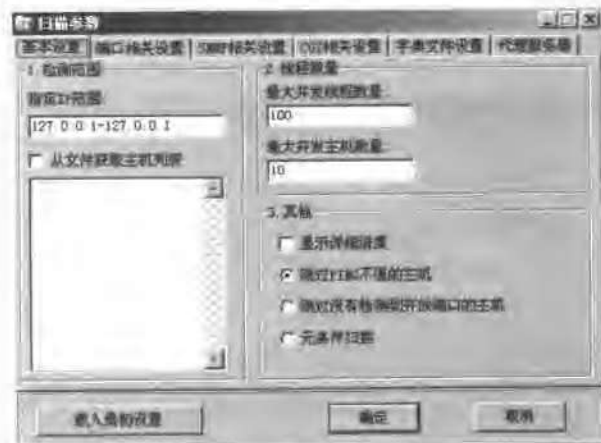 扫描参数
基本设置 端口相关设置 SNMP相关设置 CGI相关设置 字典文件设置 代理服务器
1. 检测范围
指定IP范围:
127.0.0.1-127.0.0.1
从文件获取主机列表
2. 线程数量
最大并发线程数量:
100
最大并发主机数量:
10
3. 其他
显示详细进度
跳过PING不通的主机
跳过没有检测到开放端口的主机
无条件扫描
载入 设置
确定
取消